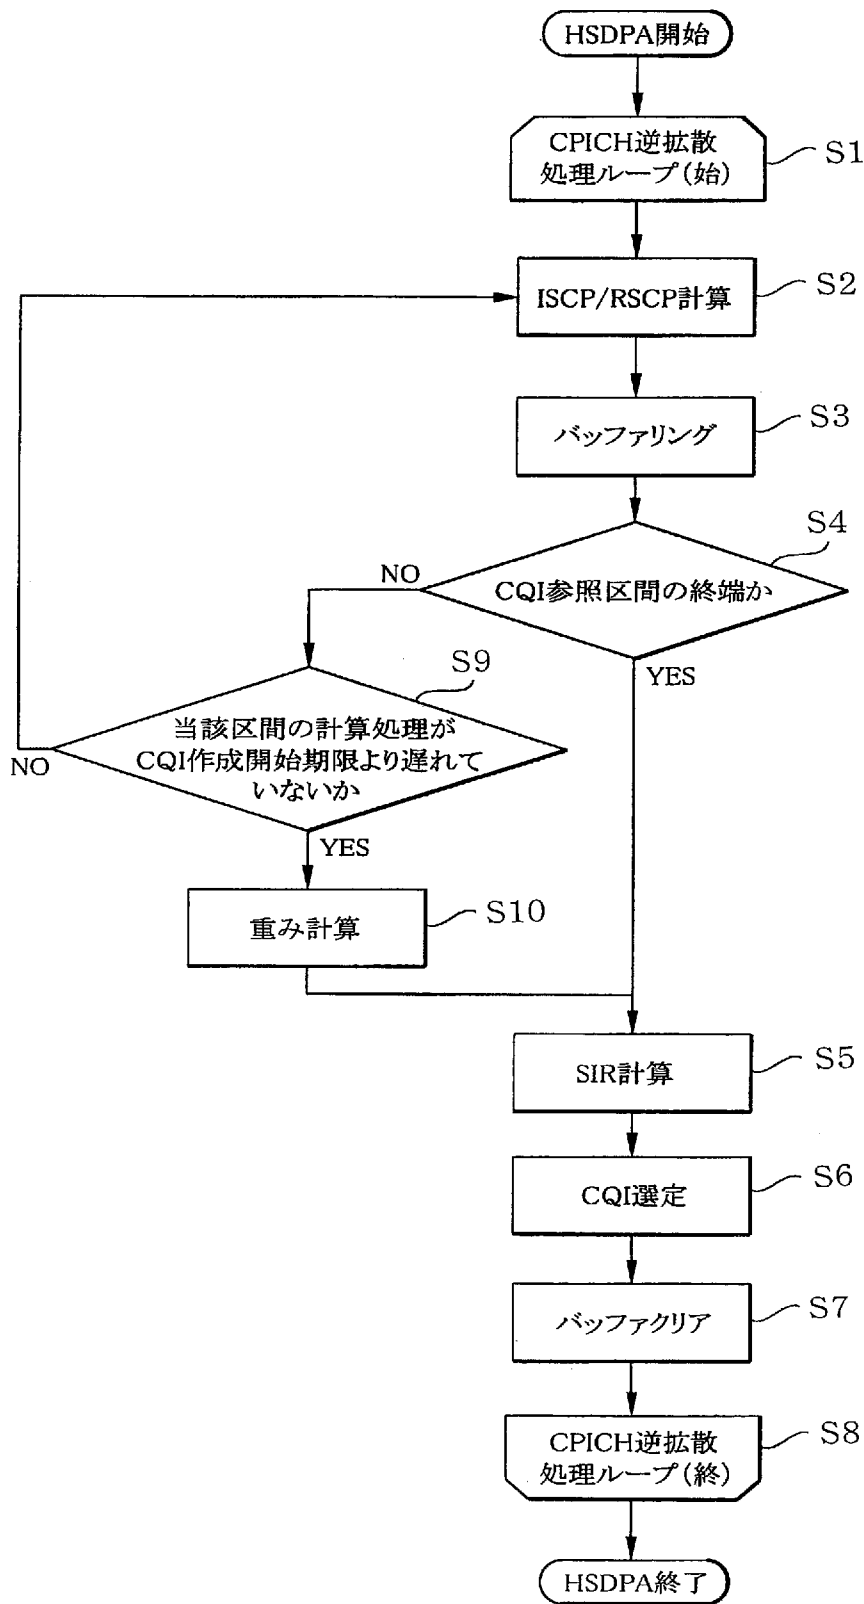 HSDPA開始
CPICH逆拡散
処理ループ(始)
S1
ISCP/RSCP計算
S2
バッファリング
S3
CQI参照区間の終端か
S4
NO
YES
当該区間の計算処理が
CQI作成開始期限より遅れて
いないか
S9
NO
YES
重み計算
S10
SIR計算
S5
CQI選定
S6
バッファクリア
S7
CPICH逆拡散
処理ループ(終)
S8
HSDPA終了